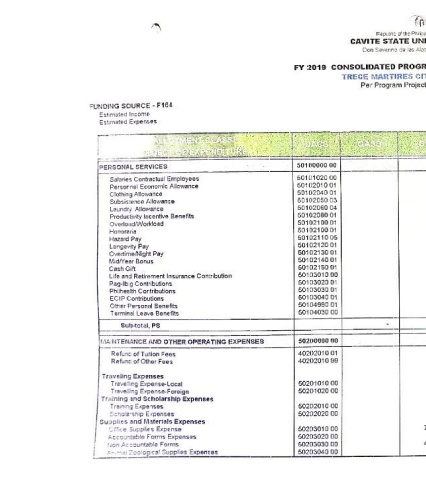 Republic of the Philip
CAVITE STATE UNI
Don Severino de las Alas
FY 2019 CONSOLIDATED PROGR
TRECE MARTIRES CIT
Per Program Project
FUNDING SOURCE - F164
Estimated Income
Estimated Expenses
ALLOTMENT CLASS/ UACS
OBJECT OF EXPENDITURE
PERSONAL SERVICES 50100000 00
Salaries Contractual Employees 50101020 00
Personnel Economic Allowance 50102010 01
Clothing Allowance 50102040 01
Subsistence Allowance 50102050 03
Laundry Allowance 50102060 04
Productivity Incentive Benefits 50102080 01
Overload/Workload 50102100 01
Honoraria 50102100 01
Hazard Pay 50102110 05
Longevity Pay 50102120 01
Overtime/Night Pay 50102130 01
Mid/Year Bonus 50102140 01
Cash Gift 50102150 01
Life and Retirement Insurance Contribution 50103010 00
Pag-Ibig Contributions 50103020 01
Philhealth Contributions 50103030 01
ECIP Contributions 50103040 01
Other Personal Benefits 50104990 01
Terminal Leave Benefits 50104030 00
Sub-total, PS -
MAINTENANCE AND OTHER OPERATING EXPENSES 50200000 00
Refund of Tuition Fees 40202010 01
Refund of Other Fees 40202010 99
Traveling Expenses
Travelling Expense-Local 50201010 00
Travelling Expense-Foreign 50201020 00
Training and Scholarship Expenses
Training Expenses 50202010 00
Scholarship Expenses 50202020 00
Supplies and Materials Expenses
Office Supplies Expense 50203010 00
Accountable Forms Expenses 50203020 00
Non Accountable Forms 50203030 00
Animal Zoological Supplies Expenses 50203040 00